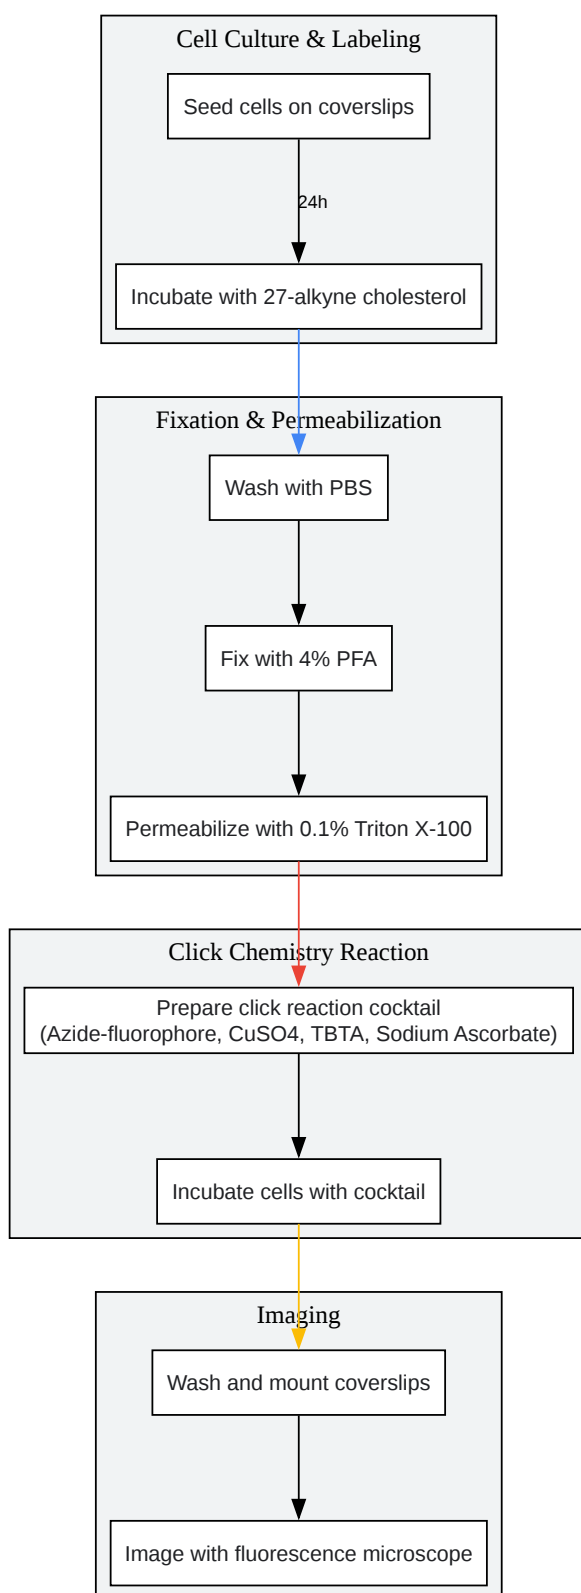 Cell Culture & Labeling
Seed cells on coverslips
24h
Incubate with 27-alkyne cholesterol
Fixation & Permeabilization
Wash with PBS
Fix with 4% PFA
Permeabilize with 0.1% Triton X-100
Click Chemistry Reaction
Prepare click reaction cocktail
(Azide-fluorophore, CuSO4, TBTA, Sodium Ascorbate)
Incubate cells with cocktail
Imaging
Wash and mount coverslips
Image with fluorescence microscope